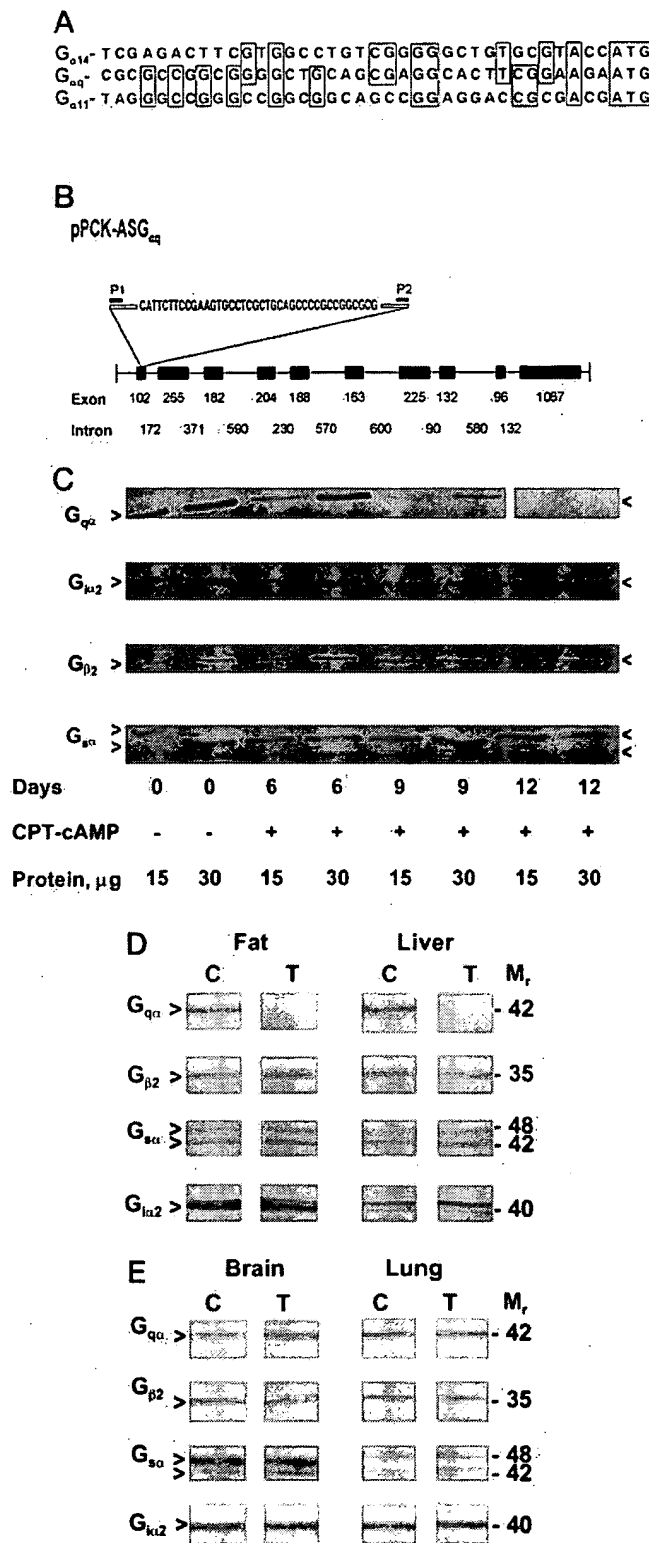 A
Gα14- T C G A G A C T T C G T G G C C T G T C G G G G G C T G T G C G T A C C A T G
Gαq- C G C G C C G G C G G G G C T G C A G C G A G G C A C T T C G G A A G A A T G
Gα11- T A G G G C C G G G C C G G C G G C A G C C G G A G G A C C G C G A C G A T G
B
pPCK-ASGαq
P1 P2
CATTCTTCCGAAGTGCCTCGCTGCAGCCCCGCCGGCGCG
Exon 102 255 182 204 188 163 225 132 96 1067
Intron 172 371 590 230 570 600 90 580 132
C
Gqα > <
Giα2 > <
Gβ2 > <
Gsα > > < <
Days 0 0 6 6 9 9 12 12
CPT-cAMP - - + + + + + +
Protein, µg 15 30 15 30 15 30 15 30
D
Fat Liver
C T C T Mr
Gqα > - 42
Gβ2 > - 35
Gsα > - 48
> - 42
Giα2 > - 40
E
Brain Lung
C T C T Mr
Gqα > - 42
Gβ2 > - 35
Gsα > - 48
> - 42
Giα2 > - 40